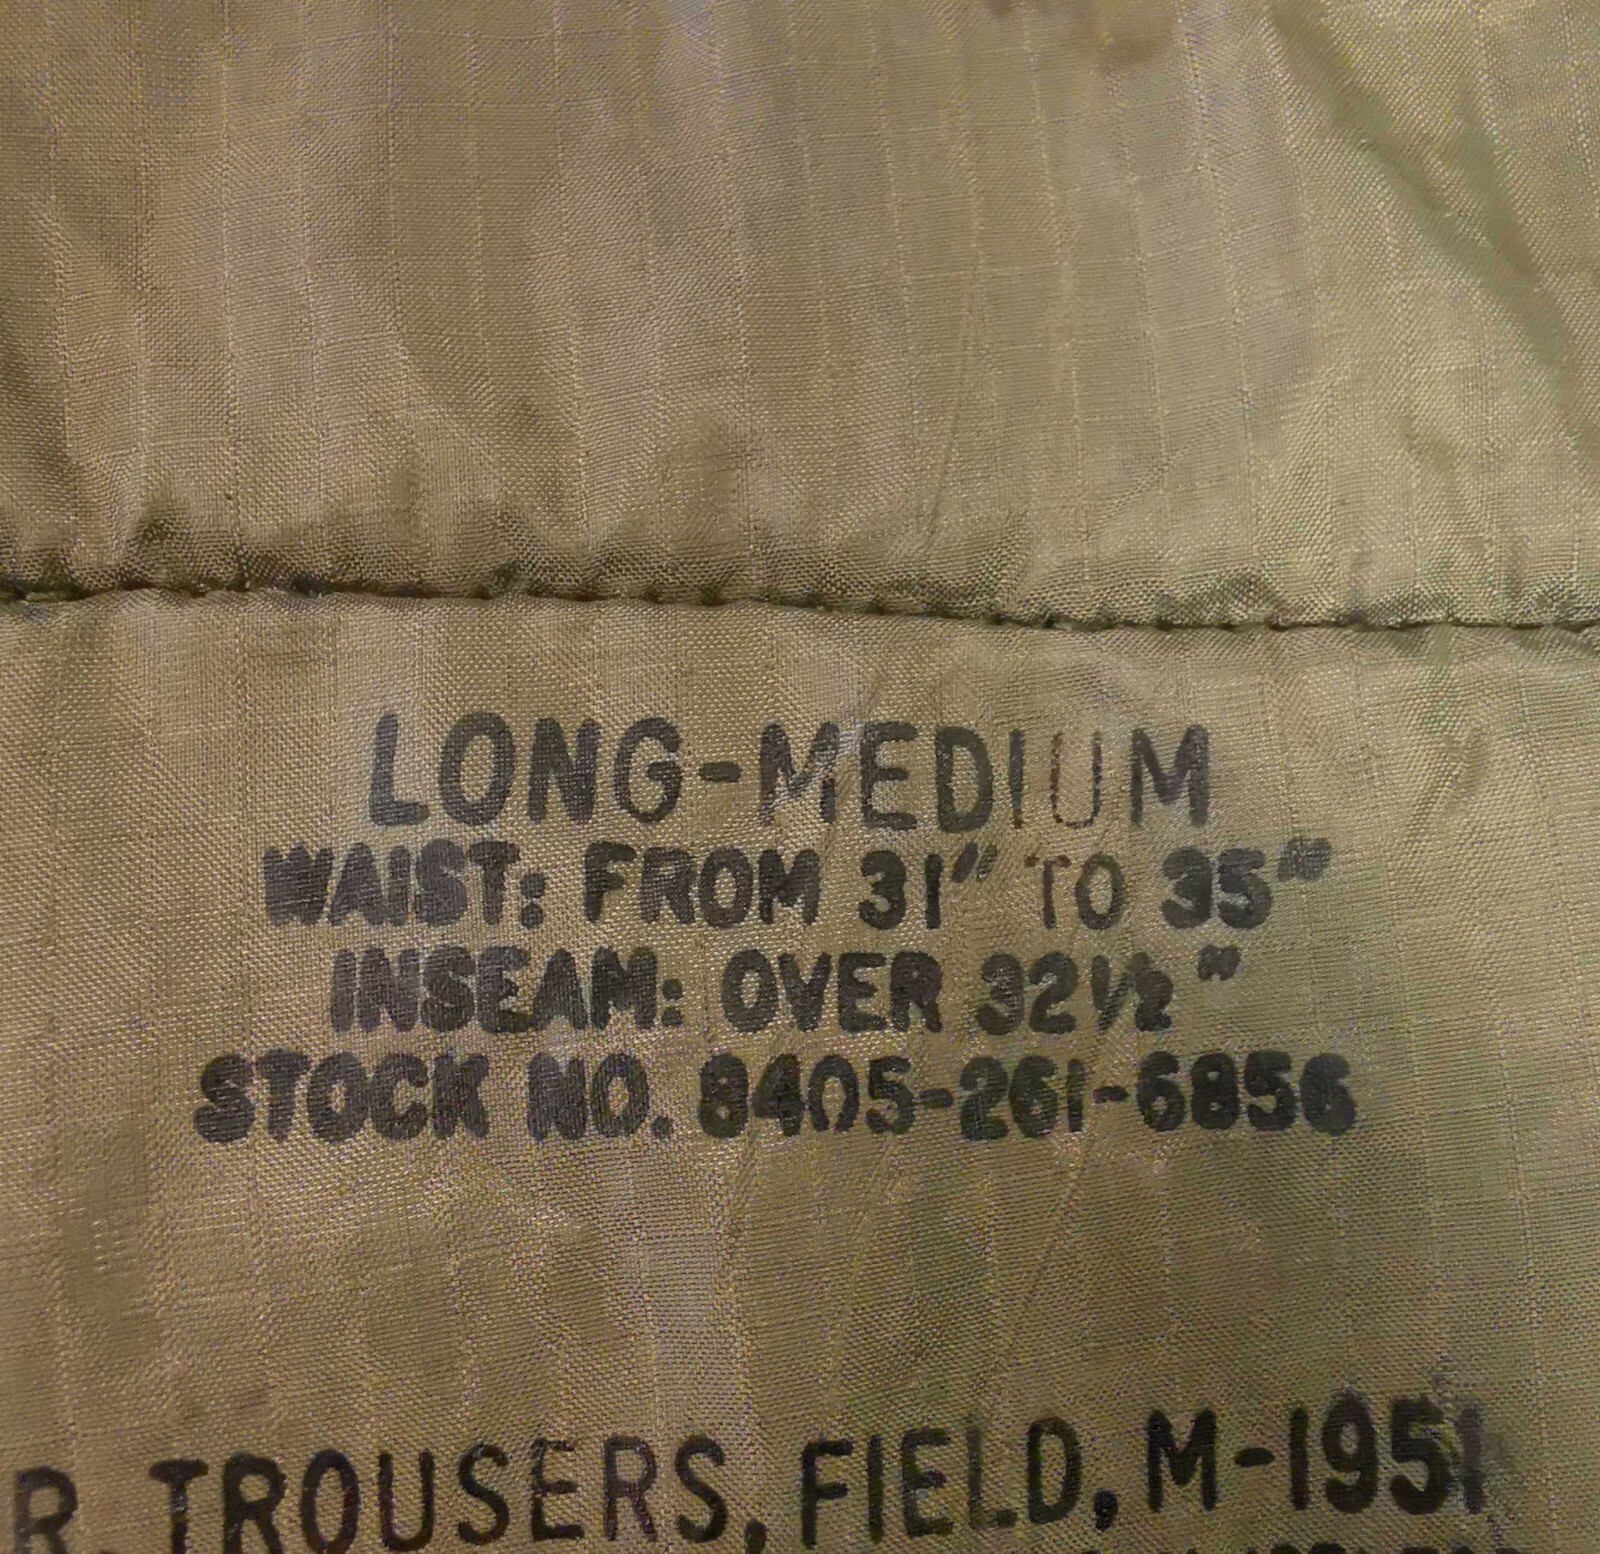 LONG-MEDIUM
WAIST: FROM 31" TO 35"
INSEAM: OVER 32½"
STOCK NO. 8405-261-6856
R, TROUSERS, FIELD, M-1951